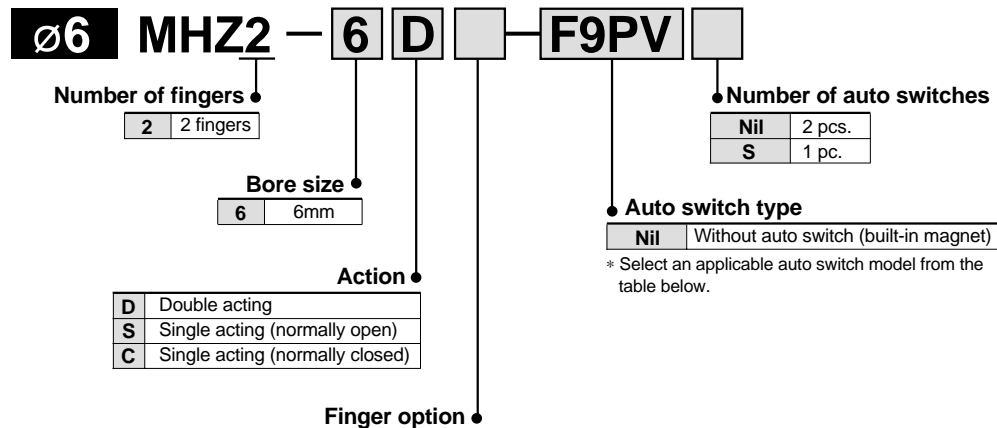 ø6 MHZ2 — 6 D — F9PV
Number of fingers
2 2 fingers
Number of auto switches
Nil 2 pcs.
S 1 pc.
Bore size
6 6mm
Auto switch type
Nil Without auto switch (built-in magnet)
* Select an applicable auto switch model from the
table below.
Action
D Double acting
S Single acting (normally open)
C Single acting (normally closed)
Finger option